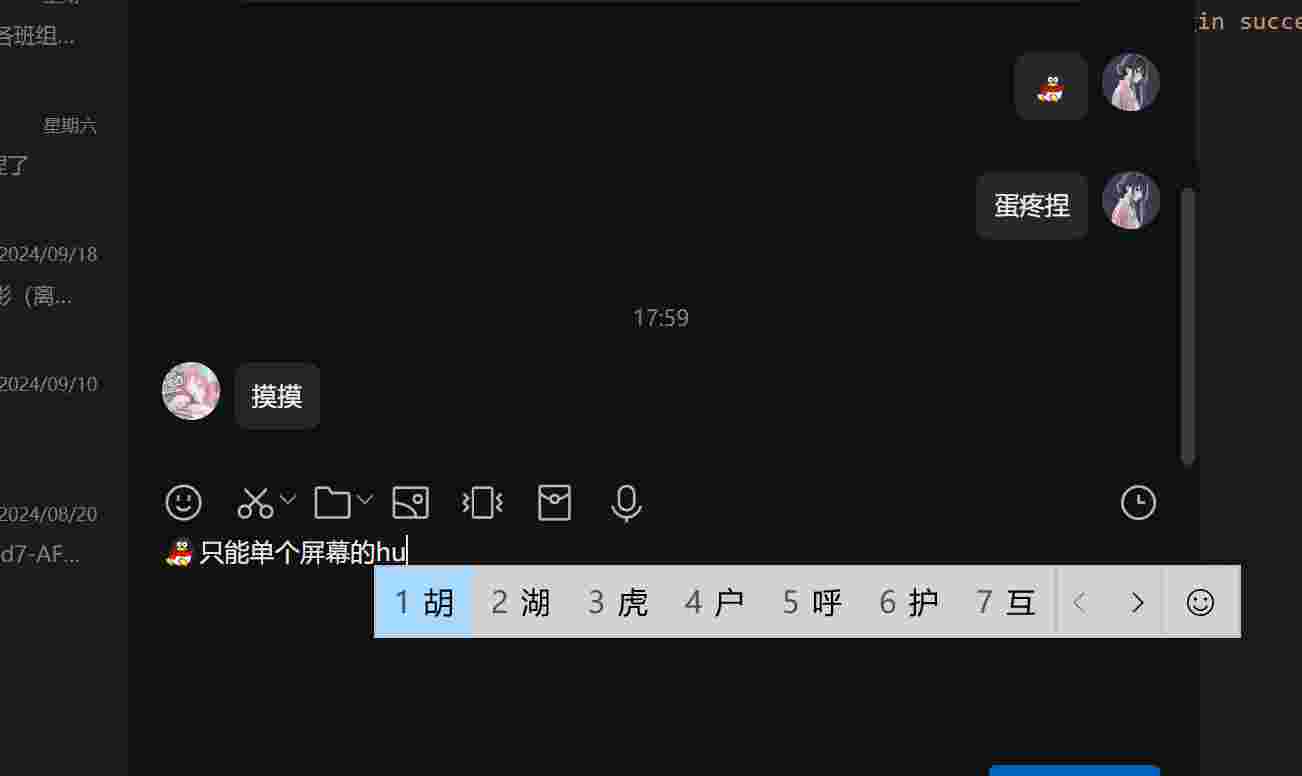 各班组...
星期六
捏了
2024/09/18
影（离...
2024/09/10
2024/08/20
d7-AF...
in succe
蛋疼捏
17:59
摸摸
只能单个屏幕的hu
1 胡 2 湖 3 虎 4 户 5 呼 6 护 7 互